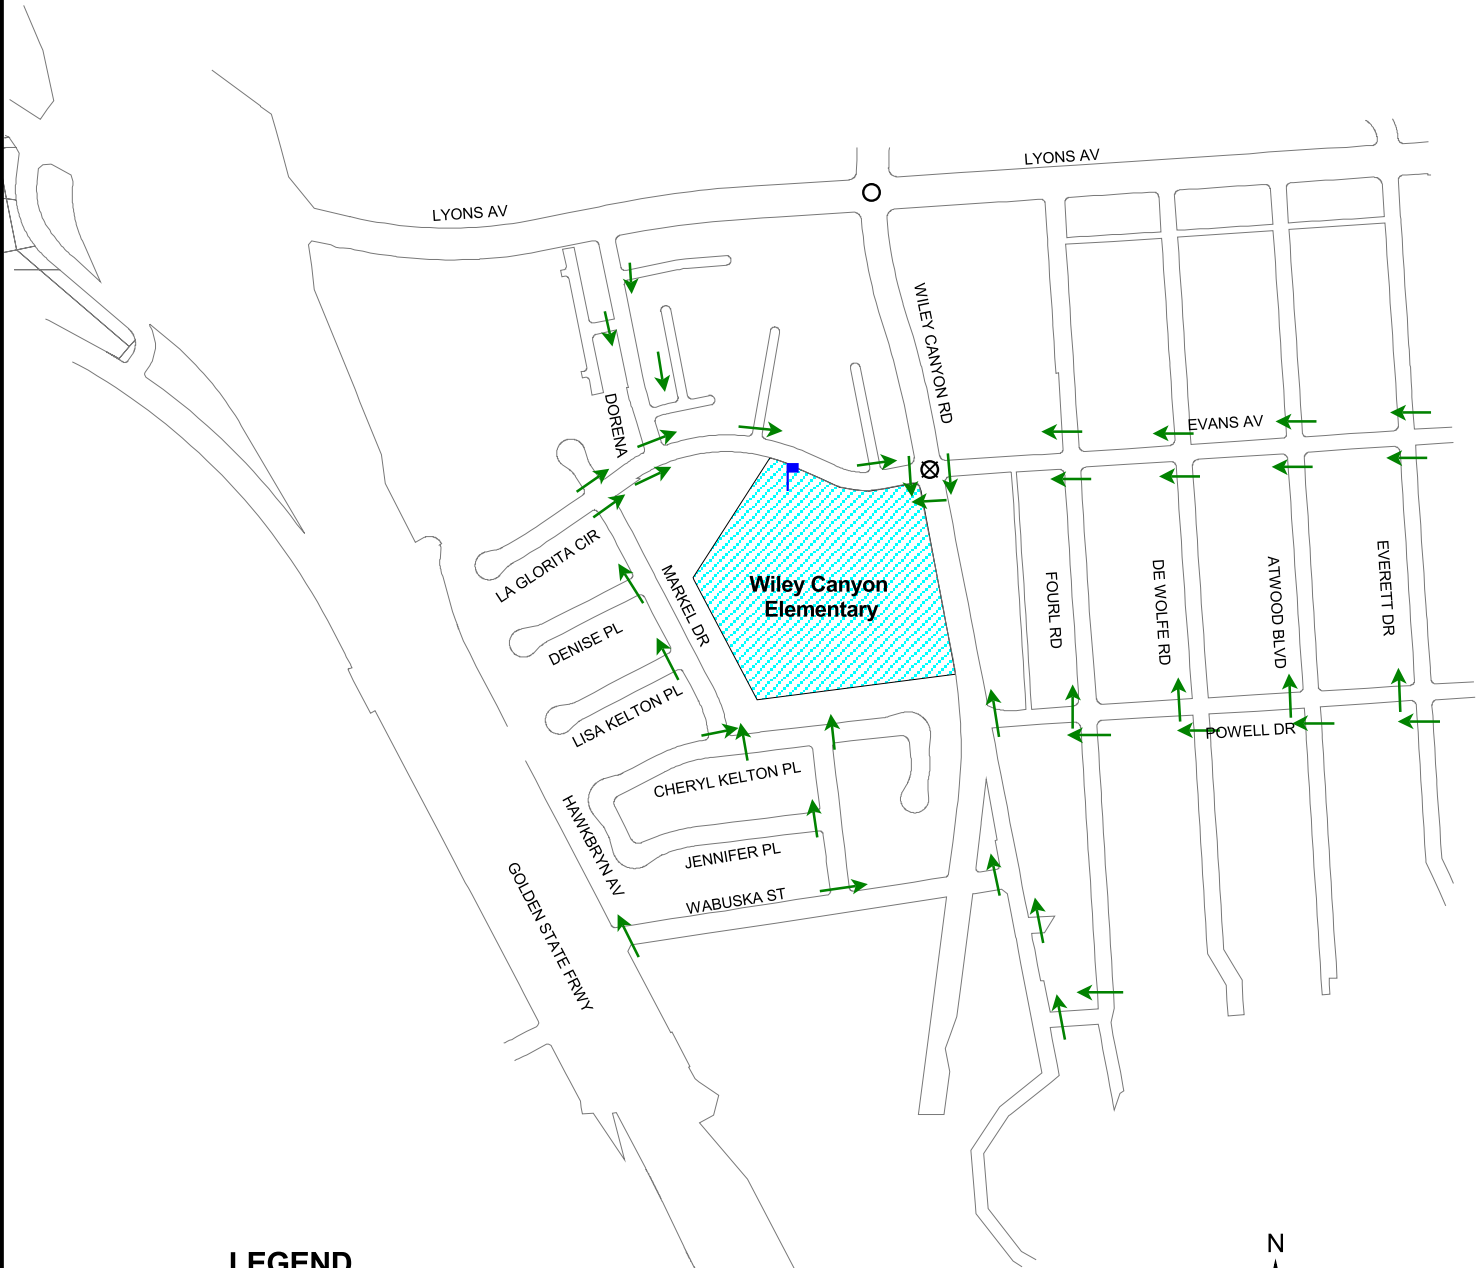 LYONS AV
LYONS AV
WILEY CANYON RD
DORENA
EVANS AV
LA GLORITA CIR
MARKEL DR
Wiley Canyon
Elementary
FOURL RD
DE WOLFE RD
ATWOOD BLVD
EVERETT DR
DENISE PL
LISA KELTON PL
POWELL DR
CHERYL KELTON PL
HAWKBRYN AV
JENNIFER PL
WABUSKA ST
GOLDEN STATE FRWY
LEGEND
N